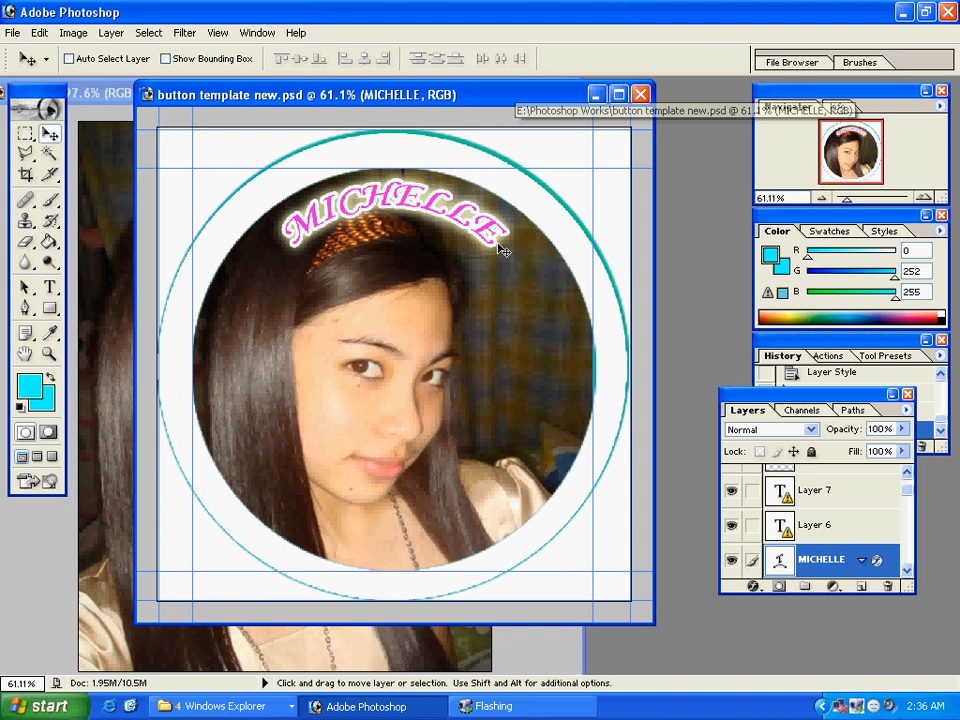 Adobe Photoshop
File Edit Image Layer Select Filter View Window Help
Auto Select Layer Show Bounding Box
File Browser Brushes
7.6% (RGB
button template new.psd @ 61.1% (MICHELLE, RGB)
E:\Photoshop Works\button template new.psd @ 61.1% (MICHELLE, RGB)
Navigator
61.11%
MICHELLE
Color Swatches Styles
R 0
G 252
B 255
History Actions Tool Presets
Layer Style
Layers Channels Paths
Normal Opacity: 100%
Lock: Fill: 100%
T Layer 7
T Layer 6
MICHELLE
61.11% Doc: 1.95M/10.5M Click and drag to move layer or selection. Use Shift and Alt for additional options.
start 4 Windows Explorer Adobe Photoshop Flashing 2:36 AM